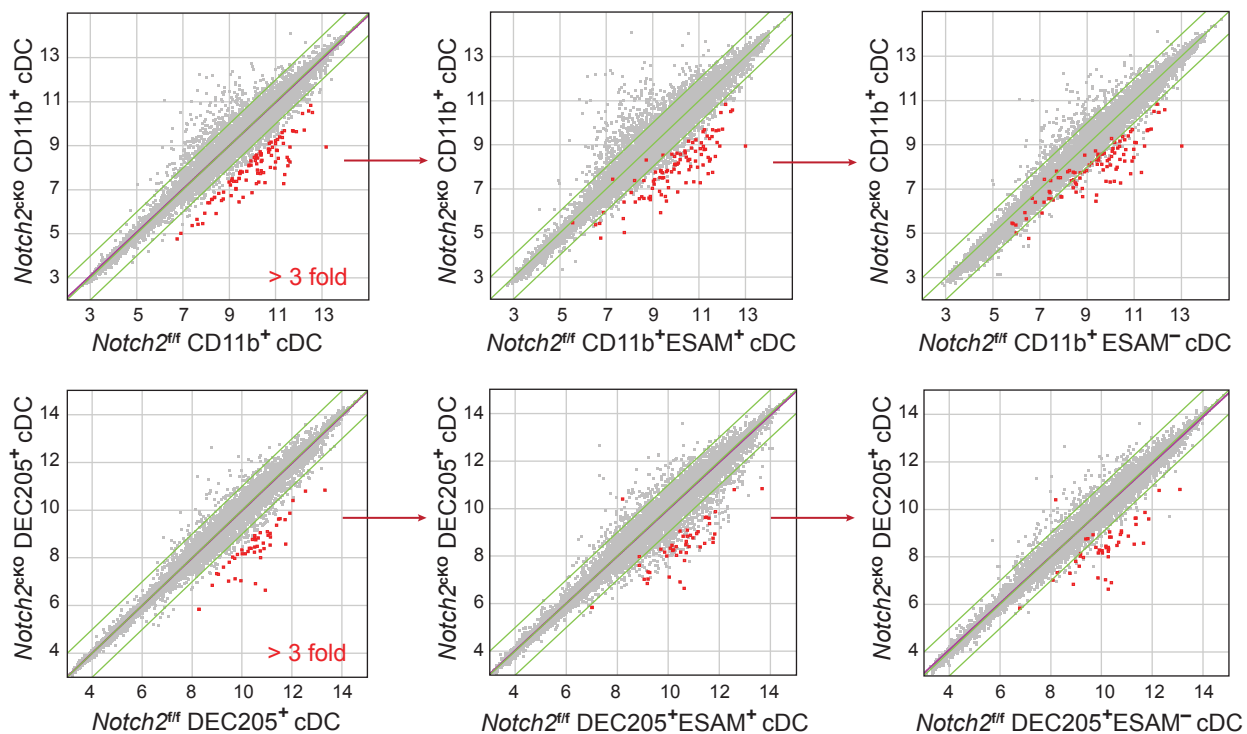 Notch2cKO CD11b+ cDC
13
11
9
7
5
3
> 3 fold
3 5 7 9 11 13
Notch2f/f CD11b+ cDC
Notch2cKO CD11b+ cDC
13
11
9
7
5
3
3 5 7 9 11 13
Notch2f/f CD11b+ESAM+ cDC
Notch2cKO CD11b+ cDC
13
11
9
7
5
3
3 5 7 9 11 13
Notch2f/f CD11b+ ESAM− cDC
Notch2cKO DEC205+ cDC
14
12
10
8
6
4
> 3 fold
4 6 8 10 12 14
Notch2f/f DEC205+ cDC
Notch2cKO DEC205+ cDC
14
12
10
8
6
4
4 6 8 10 12 14
Notch2f/f DEC205+ESAM+ cDC
Notch2cKO DEC205+ cDC
14
12
10
8
6
4
4 6 8 10 12 14
Notch2f/f DEC205+ESAM− cDC